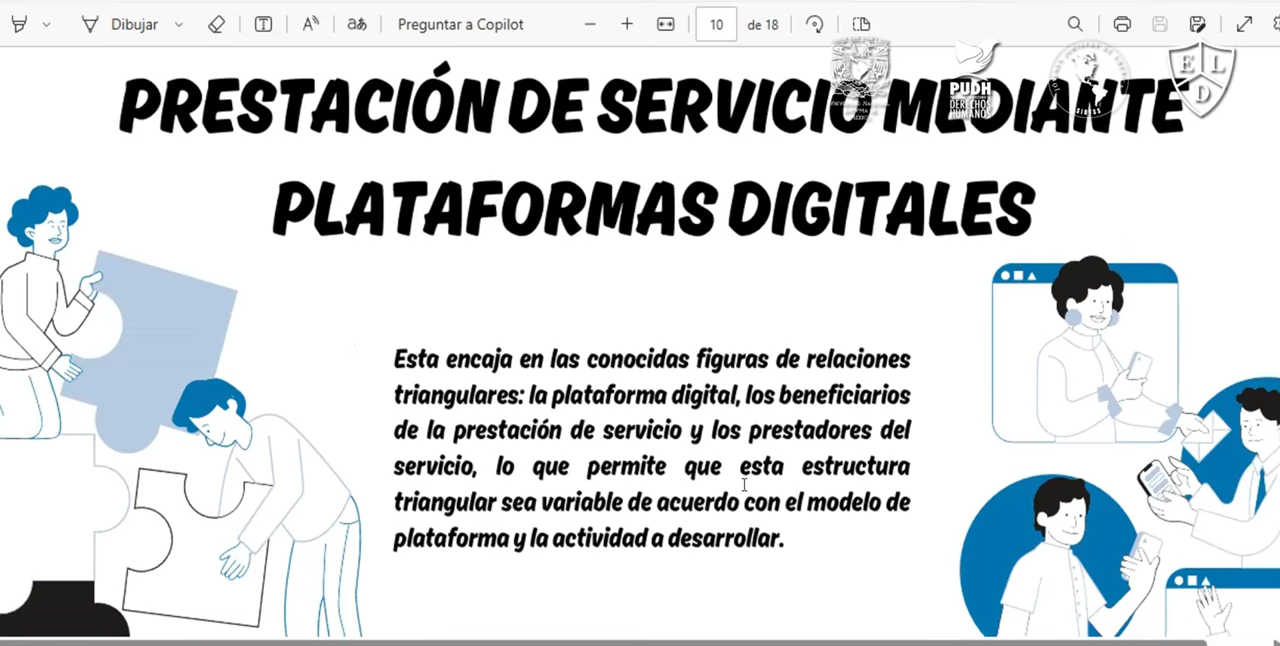 Dibujar
aあ
Preguntar a Copilot
10
de 18
PRESTACIÓN DE SERVICIO MEDIANTE
PLATAFORMAS DIGITALES
PUDH
DERECHOS
HUMANOS
E L
D
Esta encaja en las conocidas figuras de relaciones
triangulares: la plataforma digital, los beneficiarios
de la prestación de servicio y los prestadores del
servicio, lo que permite que esta estructura
triangular sea variable de acuerdo con el modelo de
plataforma y la actividad a desarrollar.